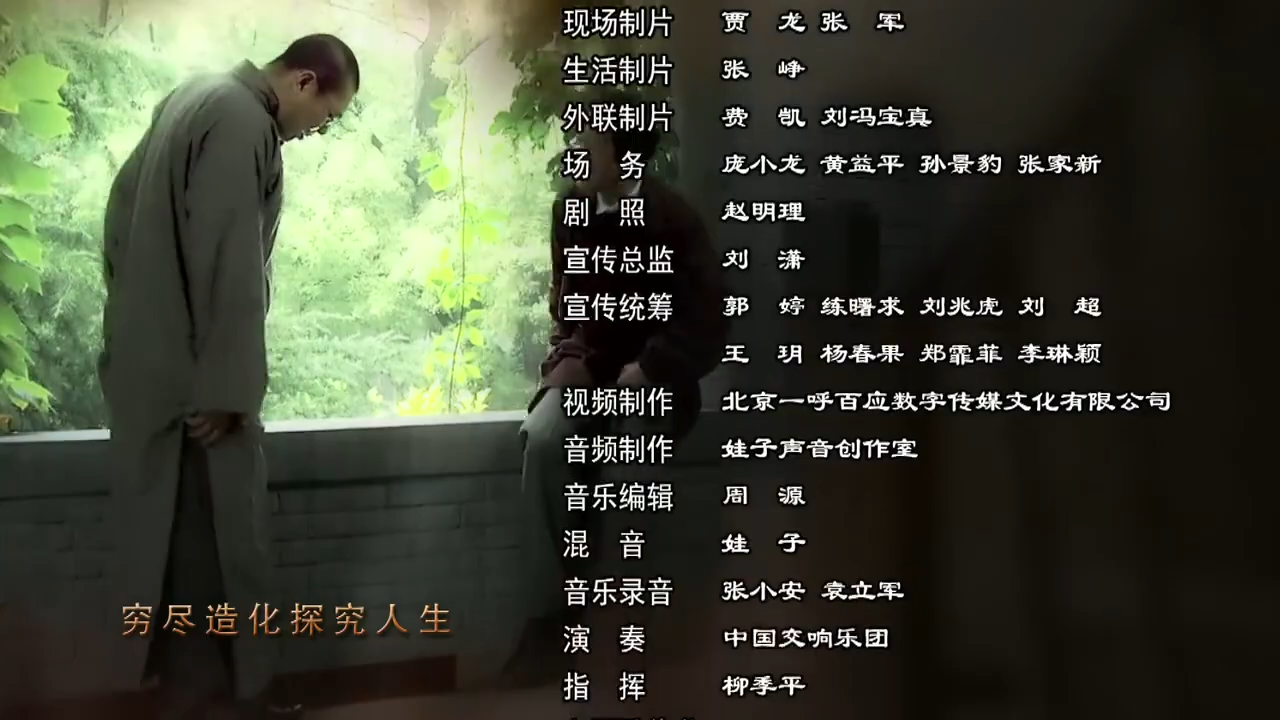 现场制片 贾 龙 张 军
生活制片 张 峥
外联制片 费 凯 刘冯宝真
场 务 庞小龙 黄益平 孙景豹 张家新
剧 照 赵明理
宣传总监 刘 潇
宣传统筹 郭 婷 练曙求 刘兆虎 刘 超
王 玥 杨春果 郑霏菲 李琳颖
视频制作 北京一呼百应数字传媒文化有限公司
音频制作 娃子声音创作室
音乐编辑 周 源
混 音 娃 子
音乐录音 张小安 袁立军
演 奏 中国交响乐团
指 挥 柳季平
穷尽造化探究人生